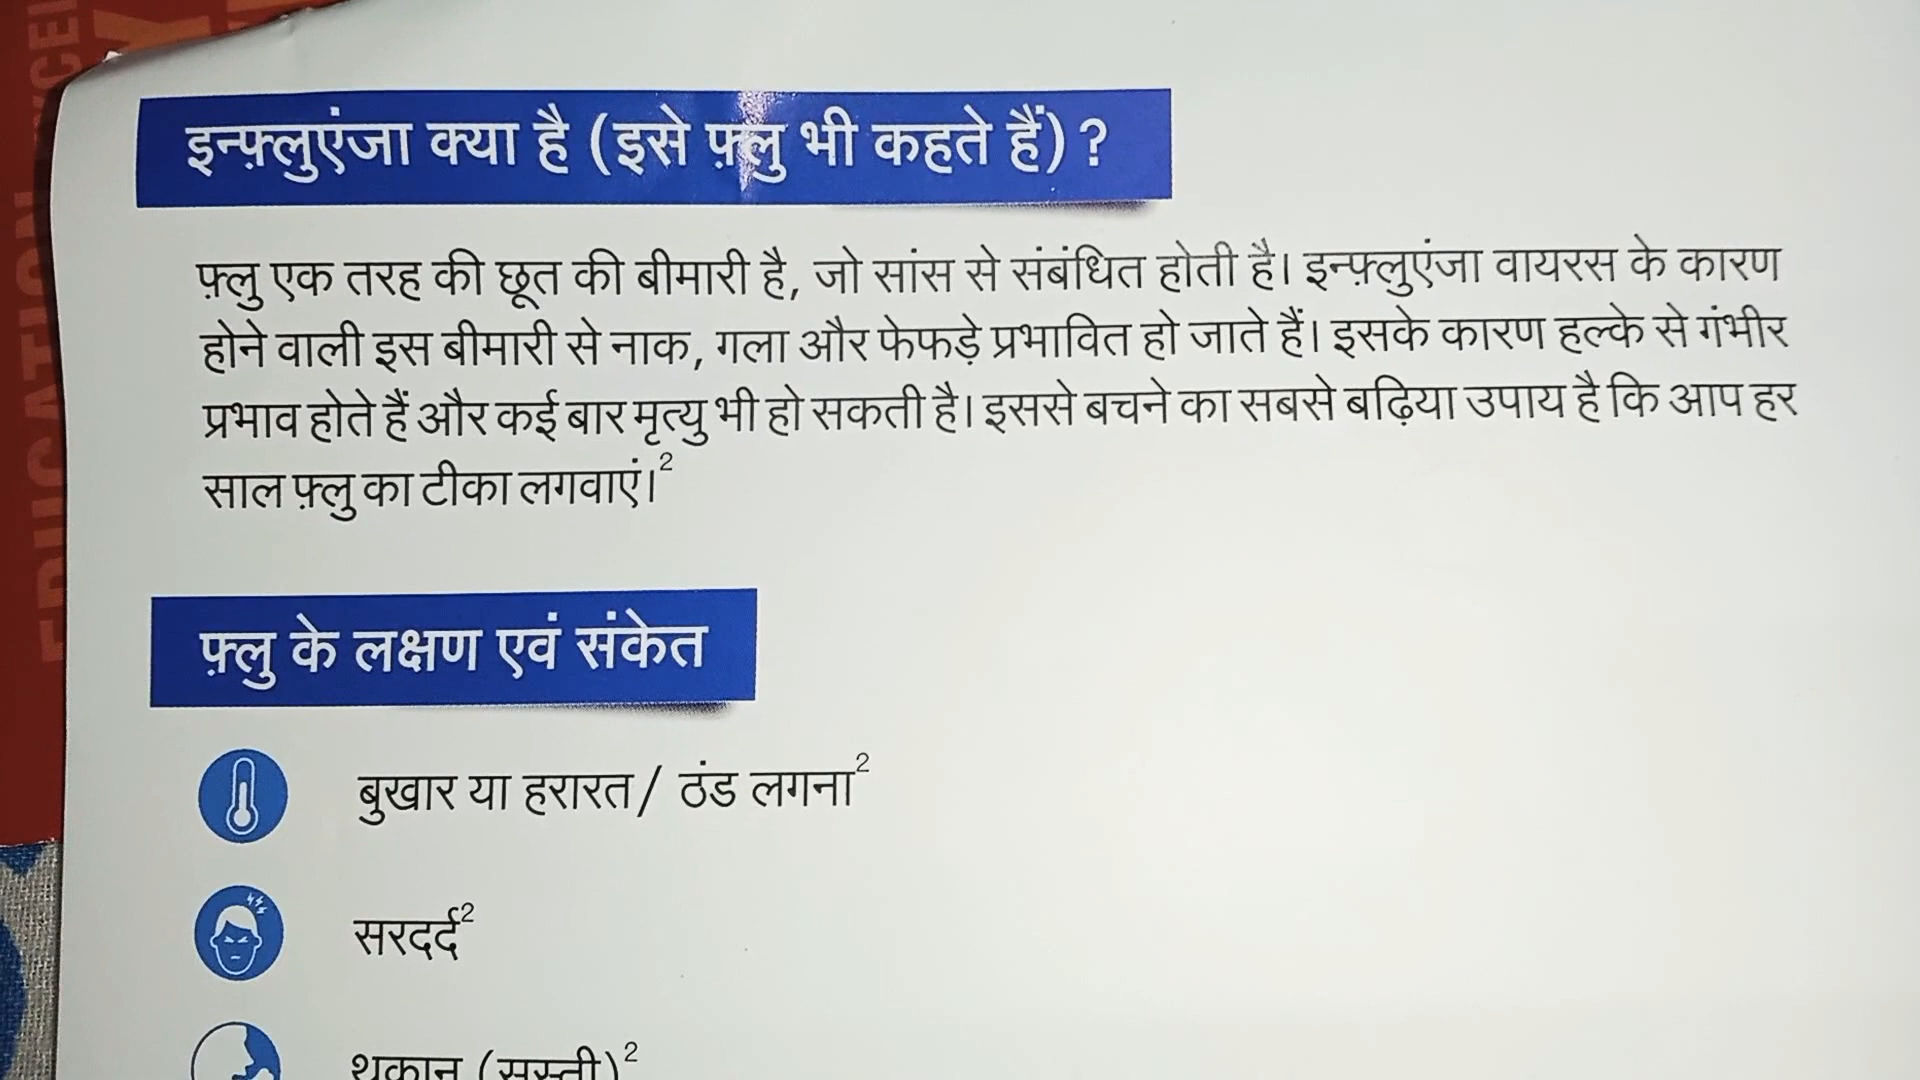 इन्फ़्लुएंजा क्या है (इसे फ़्लु भी कहते हैं) ?
फ़्लु एक तरह की छूत की बीमारी है, जो सांस से संबंधित होती है। इन्फ़्लुएंजा वायरस के कारण
होने वाली इस बीमारी से नाक, गला और फेफड़े प्रभावित हो जाते हैं। इसके कारण हल्के से गंभीर
प्रभाव होते हैं और कई बार मृत्यु भी हो सकती है। इससे बचने का सबसे बढ़िया उपाय है कि आप हर
साल फ़्लु का टीका लगवाएं।²
फ़्लु के लक्षण एवं संकेत
बुखार या हरारत/ ठंड लगना²
सरदर्द²
थकान (सुस्ती)²
EDUCATION